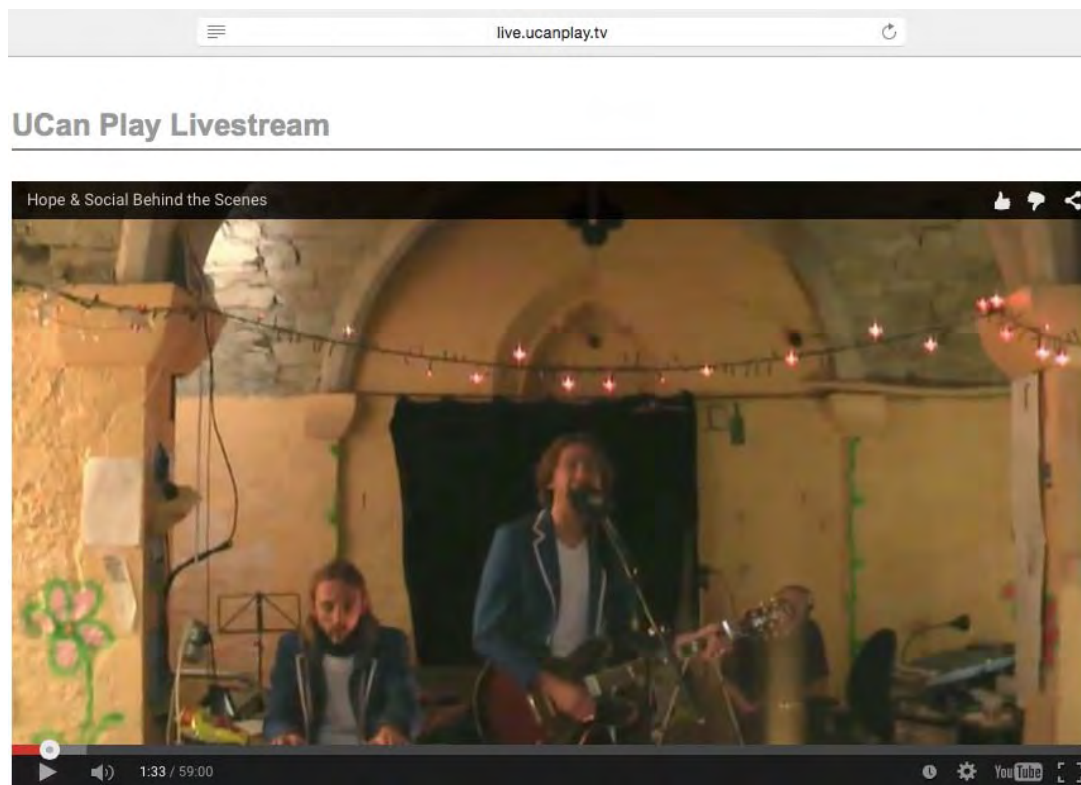 live.ucanplay.tv
UCan Play Livestream
Hope & Social Behind the Scenes
1:33 / 59:00
YouTube